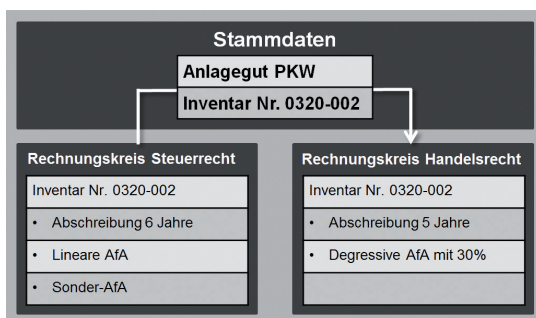 Stammdaten
Anlagegut PKW
Inventar Nr. 0320-002
Rechnungskreis Steuerrecht
Inventar Nr. 0320-002
• Abschreibung 6 Jahre
• Lineare AfA
• Sonder-AfA
Rechnungskreis Handelsrecht
Inventar Nr. 0320-002
• Abschreibung 5 Jahre
• Degressive AfA mit 30%